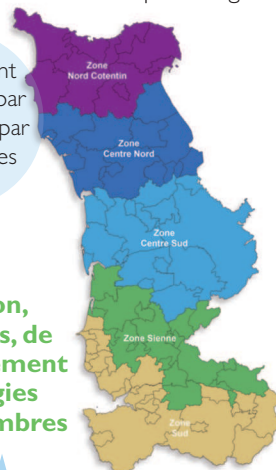 nt
par
par
es
on,
s, de
ment
gies
mbres
Zone
Nord Cotentin
Zone
Centre Nord
Zone
Centre Sud
Zone Sienne
Zone
Sud